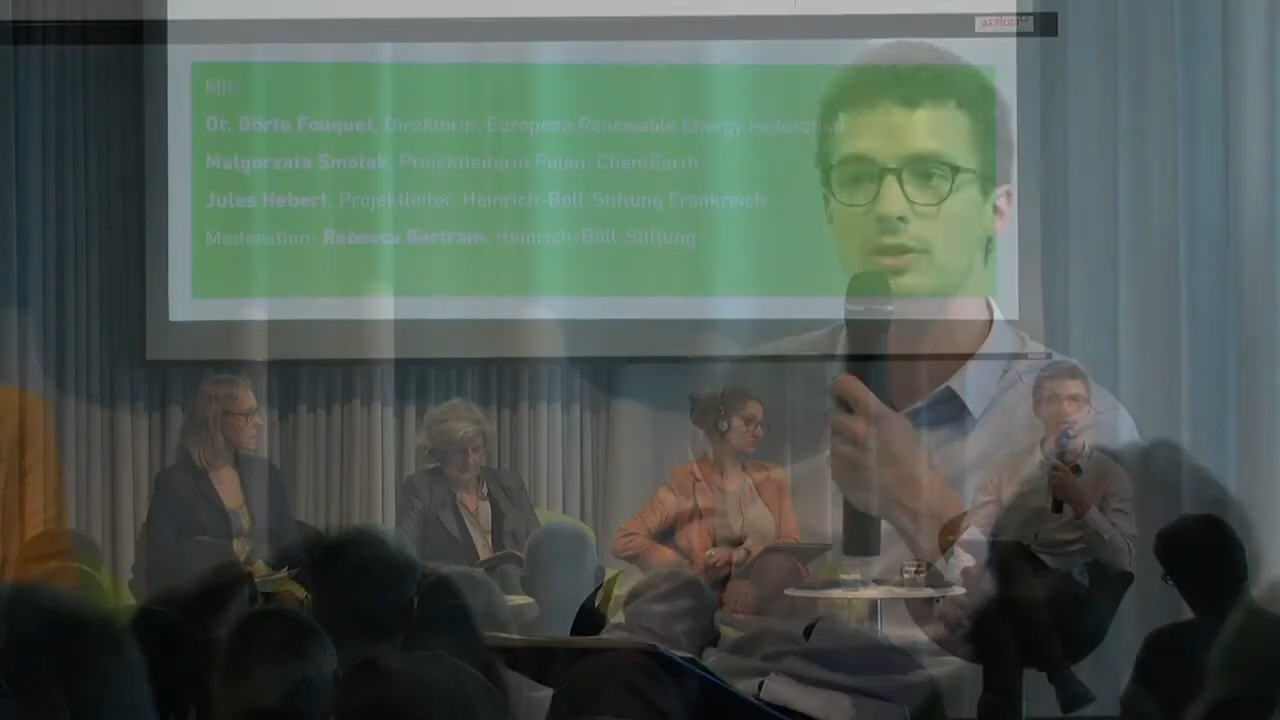 Mit:
Dr. Dörte Fouquet, Direktorin, European Renewable Energy Federation
Malgorzata Smolak, Projektleiterin Polen, ClientEarth
Jules Hebert, Projektleiter, Heinrich-Böll-Stiftung Frankreich
Moderation: Rebecca Bertram, Heinrich-Böll-Stiftung